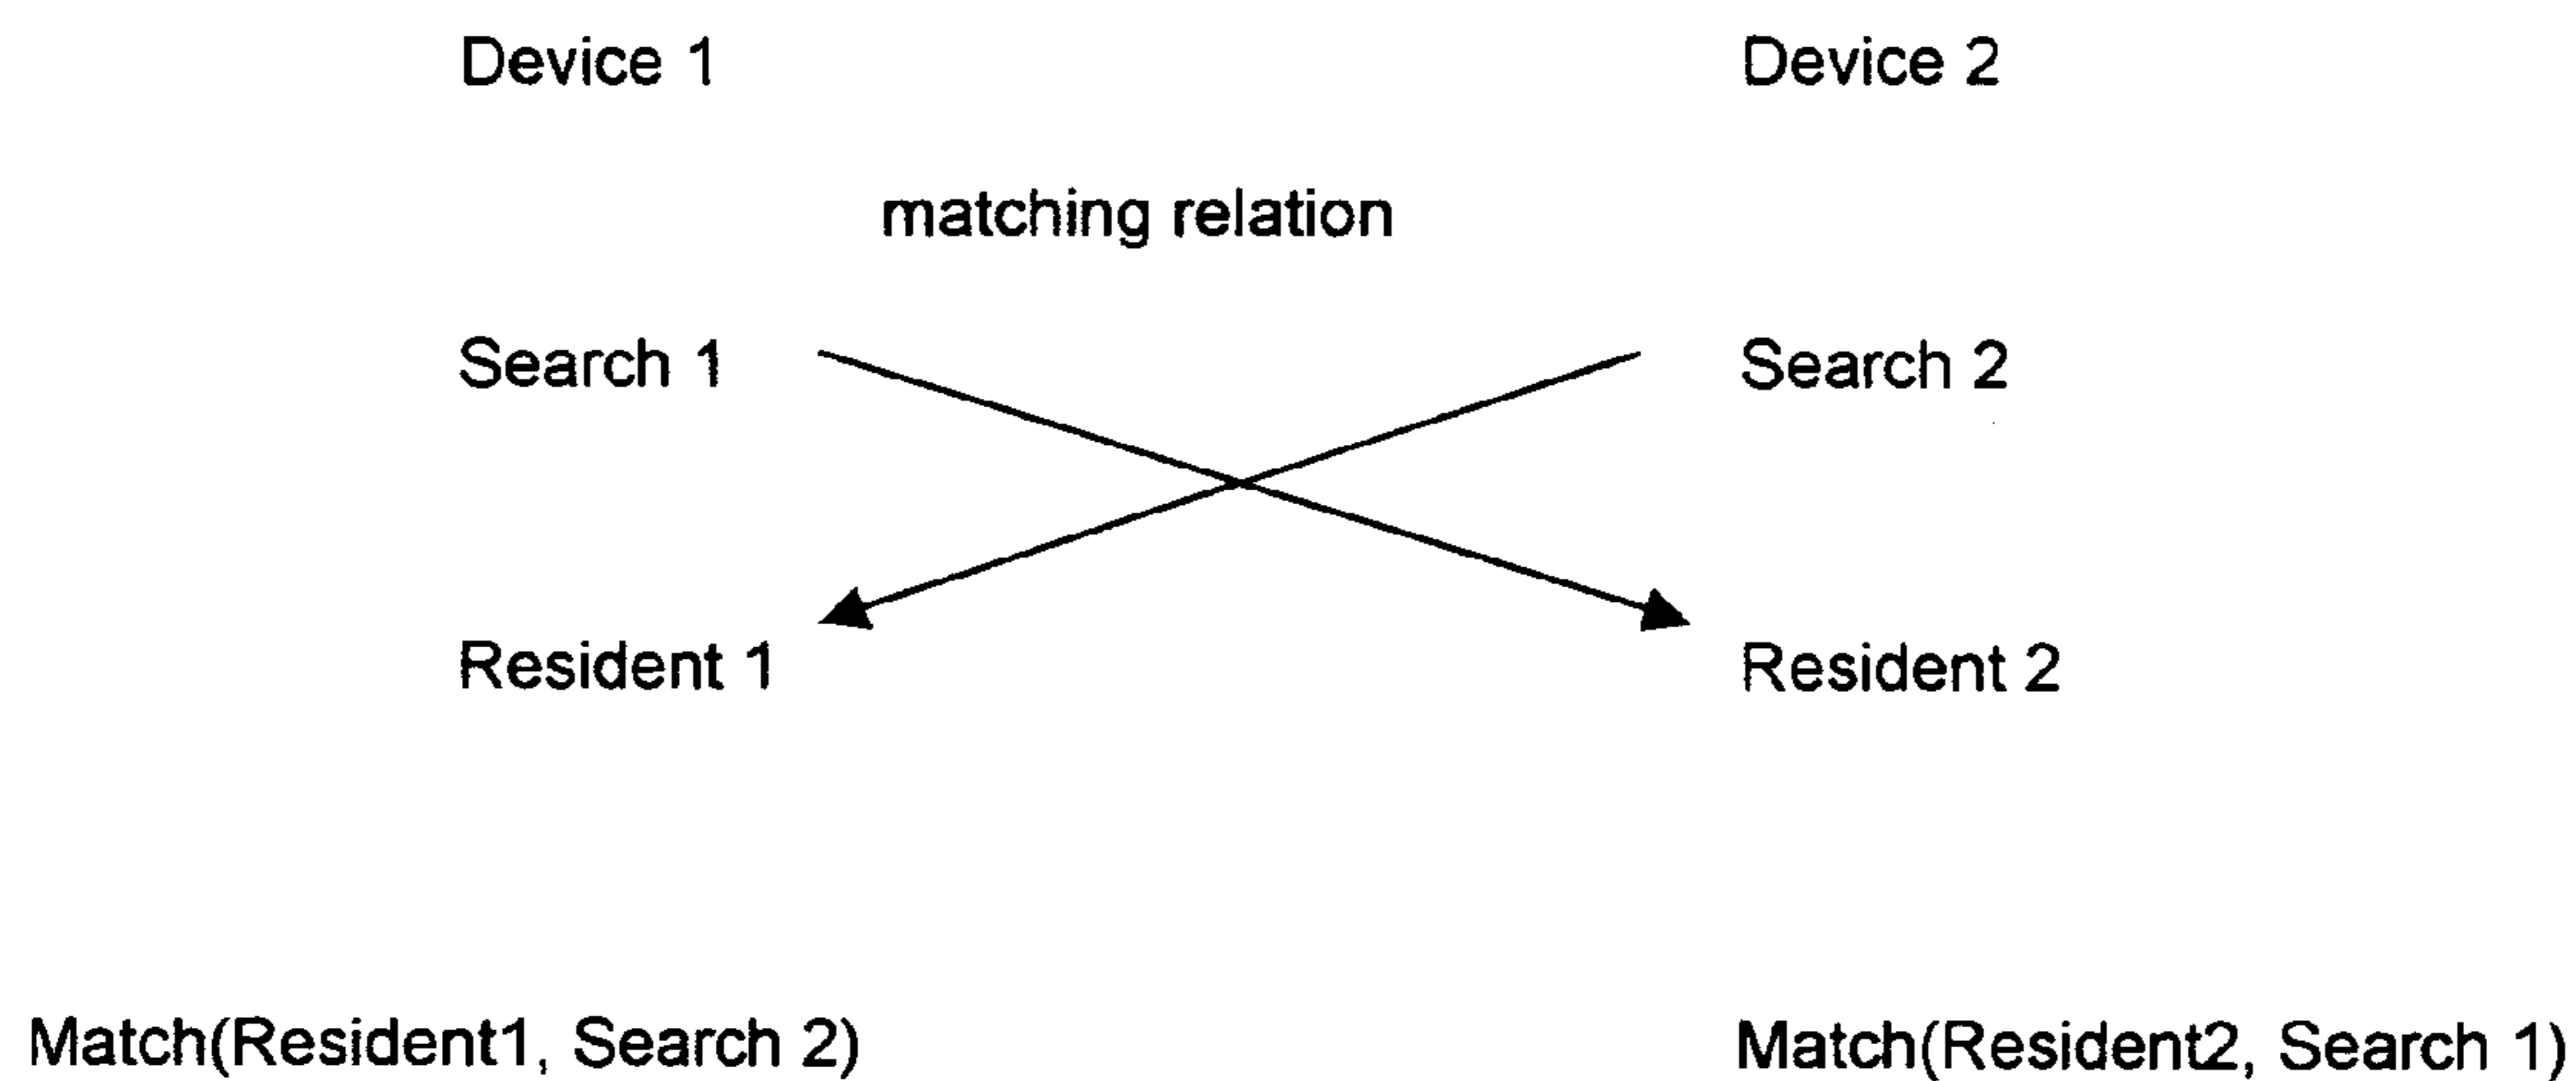 Device 1 Device 2
matching relation
Search 1 Search 2
Resident 1 Resident 2
Match(Resident1, Search 2) Match(Resident2, Search 1)